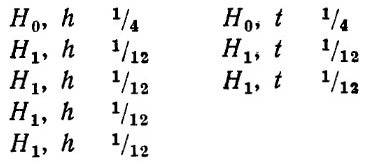 H₀, h ¹/₄ H₀, t ¹/₄
H₁, h ¹/₁₂ H₁, t ¹/₁₂
H₁, h ¹/₁₂ H₁, t ¹/₁₂
H₁, h ¹/₁₂
H₁, h ¹/₁₂